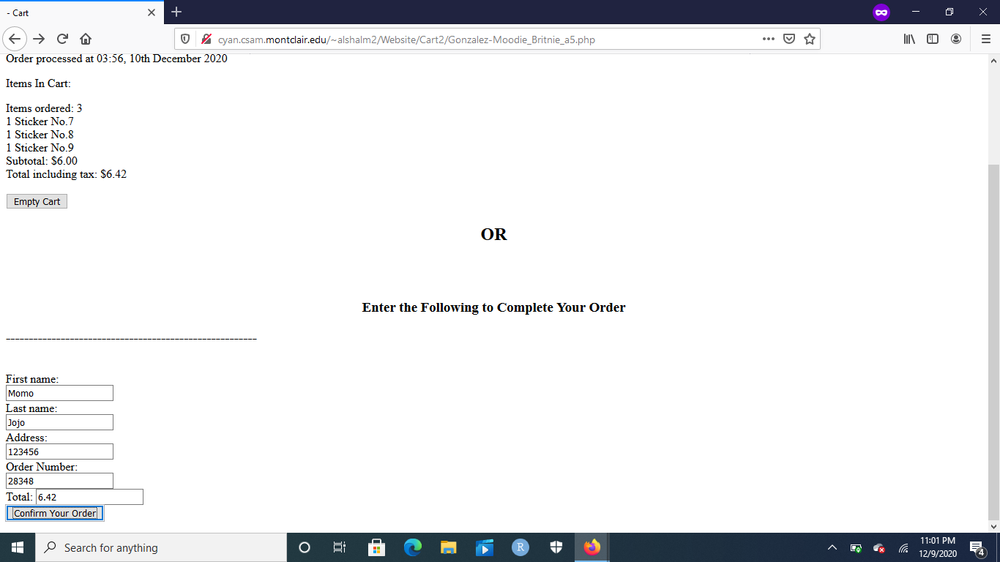 - Cart
cyan.csam.montclair.edu/~alshalm2/Website/Cart2/Gonzalez-Moodie_Britnie_a5.php
Order processed at 03:56, 10th December 2020
Items In Cart:
Items ordered: 3
1 Sticker No.7
1 Sticker No.8
1 Sticker No.9
Subtotal: $6.00
Total including tax: $6.42
Empty Cart
OR
Enter the Following to Complete Your Order
-------------------------------------------------------
First name:
Momo
Last name:
Jojo
Address:
123456
Order Number:
28348
Total: 6.42
Confirm Your Order
Search for anything
R
11:01 PM
12/9/2020
4